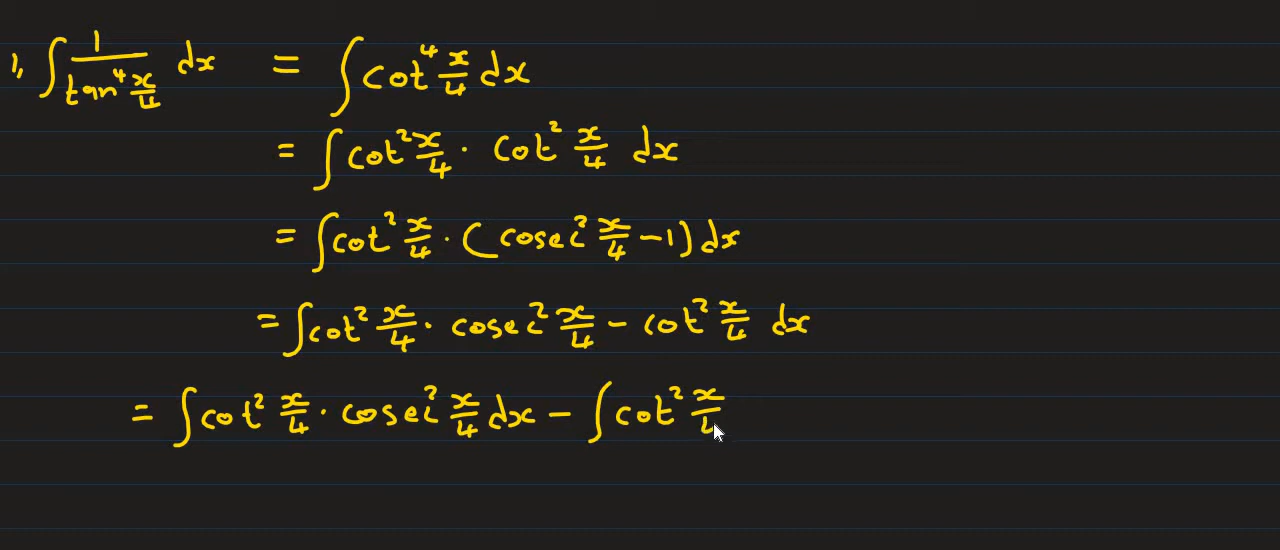 1, ∫ 1/(tan⁴ x/4) dx = ∫ cot⁴ x/4 dx
= ∫ cot² x/4 · cot² x/4 dx
= ∫ cot² x/4 · (cosec² x/4 − 1) dx
= ∫ cot² x/4 · cosec² x/4 − cot² x/4 dx
= ∫ cot² x/4 · cosec² x/4 dx − ∫ cot² x/4